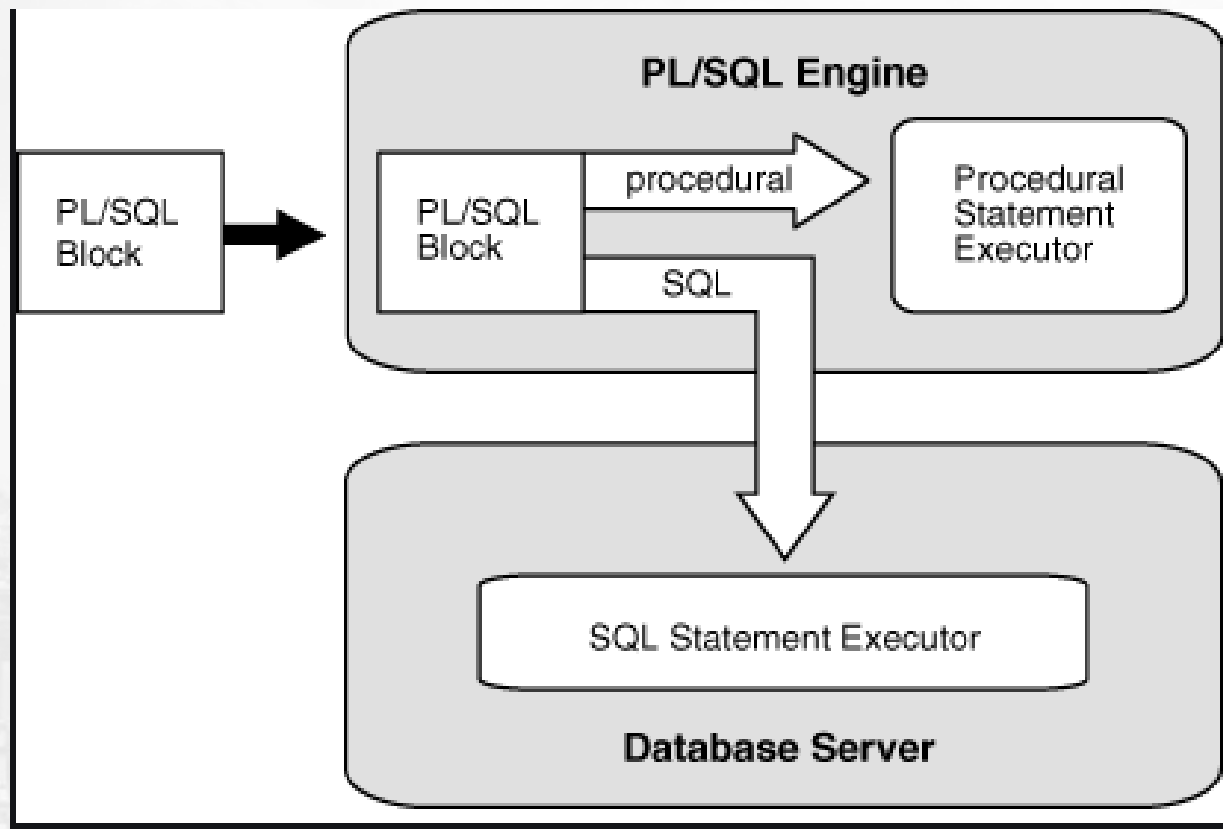 PL/SQL Engine
PL/SQL
Block
PL/SQL
Block
procedural
SQL
Procedural
Statement
Executor
SQL Statement Executor
Database Server